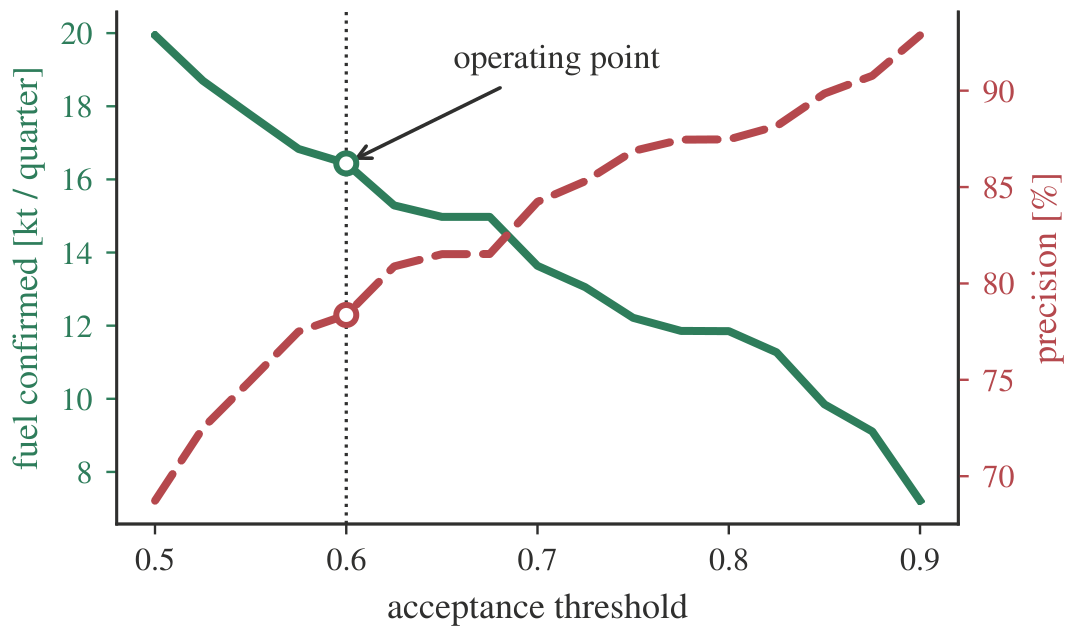 operating point
fuel confirmed [kt / quarter]
20
18
16
14
12
10
8
90
85
80
75
70
precision [%]
0.5 0.6 0.7 0.8 0.9
acceptance threshold